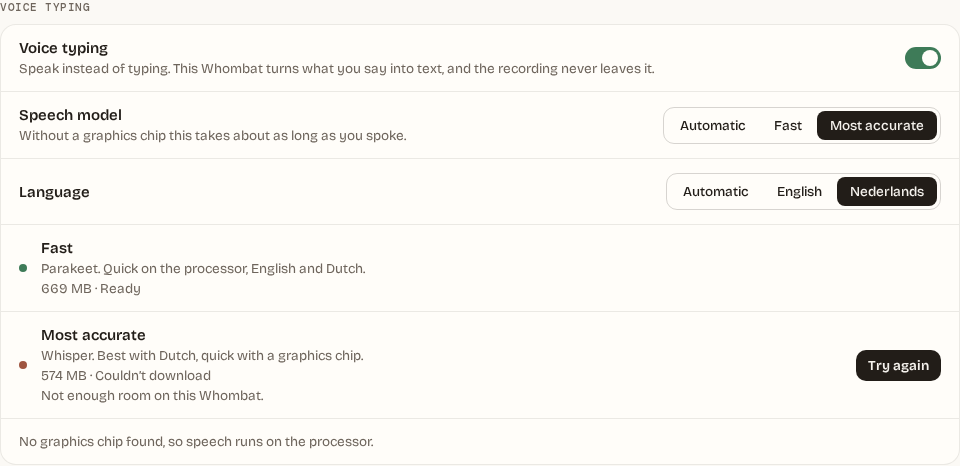 VOICE TYPING
Voice typing
Speak instead of typing. This Whombat turns what you say into text, and the recording never leaves it.
Speech model
Without a graphics chip this takes about as long as you spoke.
Automatic Fast Most accurate
Language
Automatic English Nederlands
Fast
Parakeet. Quick on the processor, English and Dutch.
669 MB · Ready
Most accurate
Whisper. Best with Dutch, quick with a graphics chip.
574 MB · Couldn't download
Not enough room on this Whombat.
Try again
No graphics chip found, so speech runs on the processor.